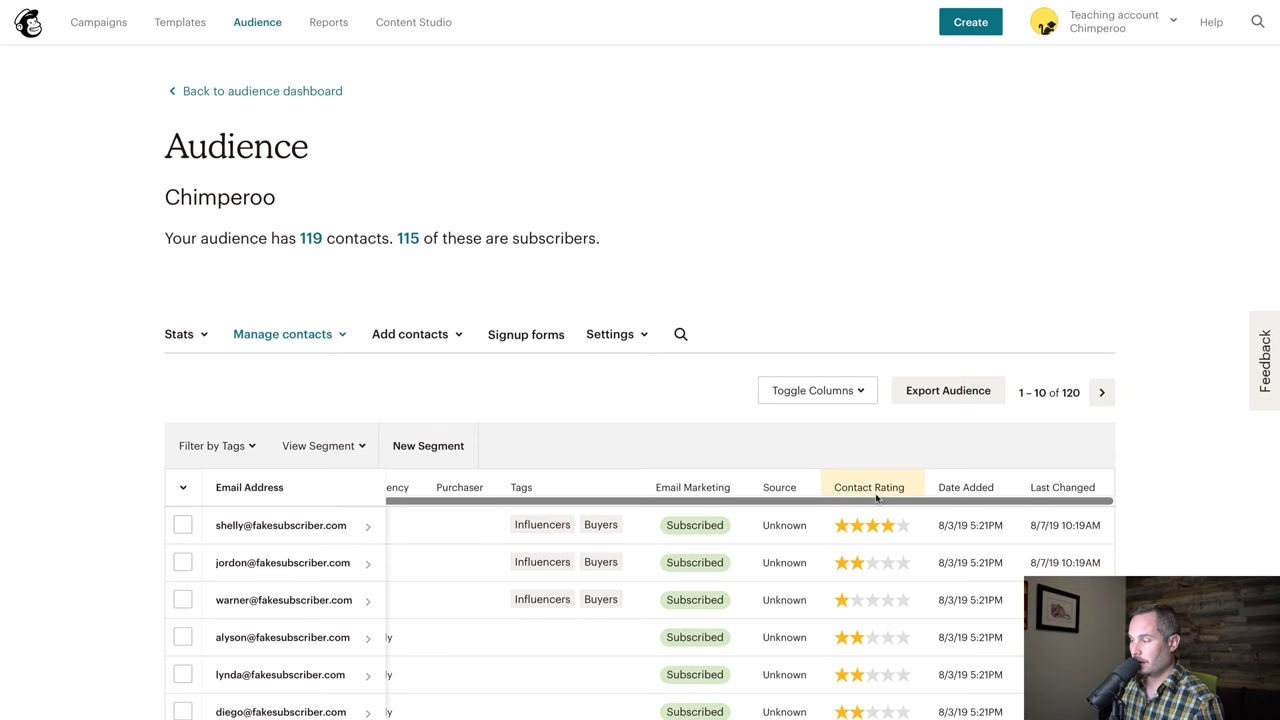 Campaigns Templates Audience Reports Content Studio Create Teaching account Help
Chimperoo
Back to audience dashboard
Audience
Chimperoo
Your audience has 119 contacts. 115 of these are subscribers.
Stats Manage contacts Add contacts Signup forms Settings
Feedback
Toggle Columns Export Audience 1 – 10 of 120
Filter by Tags View Segment New Segment
Email Address ency Purchaser Tags Email Marketing Source Contact Rating Date Added Last Changed
shelly@fakesubscriber.com Influencers Buyers Subscribed Unknown 8/3/19 5:21PM 8/7/19 10:19AM
jordon@fakesubscriber.com Influencers Buyers Subscribed Unknown 8/3/19 5:21PM 8/7/19 10:19AM
warner@fakesubscriber.com Influencers Buyers Subscribed Unknown 8/3/19 5:21PM
alyson@fakesubscriber.com ly Subscribed Unknown 8/3/19 5:21PM
lynda@fakesubscriber.com ly Subscribed Unknown 8/3/19 5:21PM
diego@fakesubscriber.com ly Subscribed Unknown 8/3/19 5:21PM